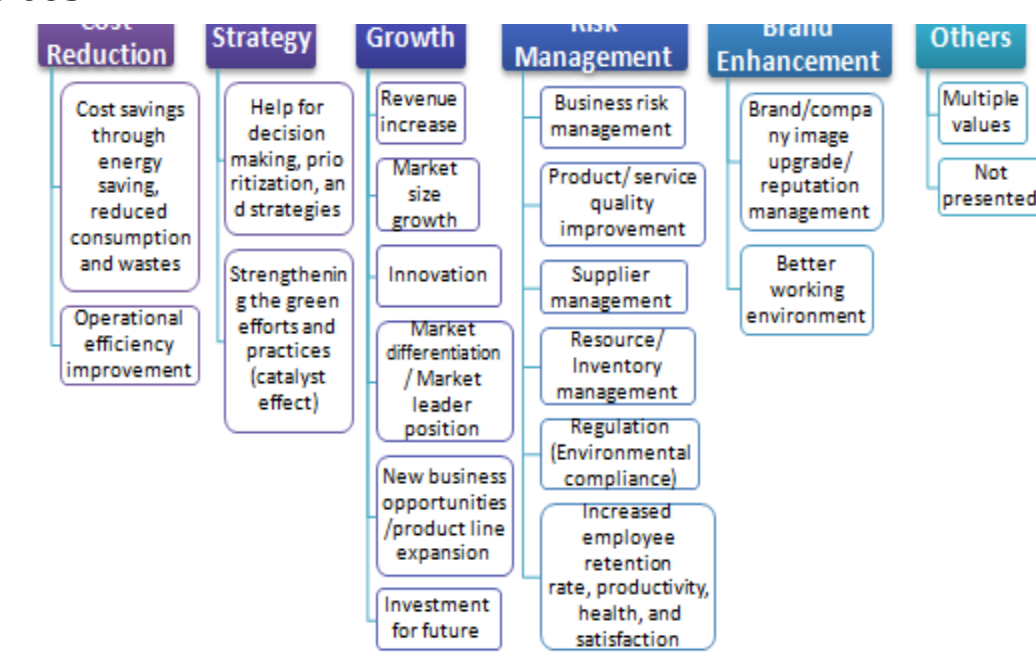 Cost
Reduction
Cost savings
through
energy
saving,
reduced
consumption
and wastes
Operational
efficiency
improvement
Strategy
Help for
decision
making, prio
ritization, an
d strategies
Strengthenin
g the green
efforts and
practices
(catalyst
effect)
Growth
Revenue
increase
Market
size
growth
Innovation
Market
differentiation
/ Market
leader
position
New business
opportunities
/product line
expansion
Investment
for future
Risk
Management
Business risk
management
Product/ service
quality
improvement
Supplier
management
Resource/
Inventory
management
Regulation
(Environmental
compliance)
Increased
employee
retention
rate, productivity,
health, and
satisfaction
Brand
Enhancement
Brand/compa
ny image
upgrade/
reputation
management
Better
working
environment
Others
Multiple
values
Not
presented